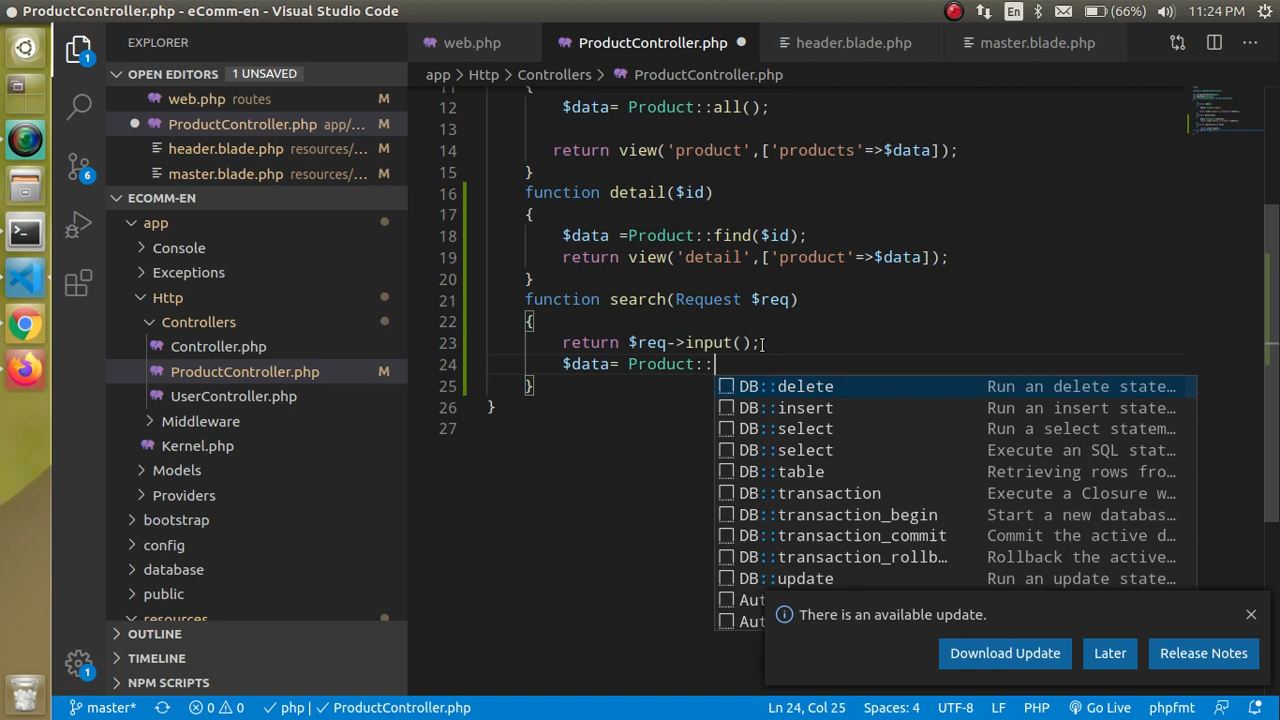 ProductController.php - eComm-en - Visual Studio Code
En
(66%)
11:24 PM
EXPLORER
OPEN EDITORS 1 UNSAVED
web.php routes M
ProductController.php app/... M
header.blade.php resources/... M
master.blade.php resources/... M
ECOMM-EN
app
Console
Exceptions
Http
Controllers
Controller.php
ProductController.php M
UserController.php
Middleware
Kernel.php
Models
Providers
bootstrap
config
database
public
resources
OUTLINE
TIMELINE
NPM SCRIPTS
1
6
1
web.php
ProductController.php
header.blade.php
master.blade.php
app > Http > Controllers > ProductController.php
11 {
12 $data= Product::all();
13
14 return view('product',['products'=>$data]);
15 }
16 function detail($id)
17 {
18 $data =Product::find($id);
19 return view('detail',['product'=>$data]);
20 }
21 function search(Request $req)
22 {
23 return $req->input();
24 $data= Product::
25 }
26 }
27
DB::delete Run an delete state…
DB::insert Run an insert state…
DB::select Run a select statem…
DB::select Execute an SQL stat…
DB::table Retrieving rows fro…
DB::transaction Execute a Closure w…
DB::transaction_begin Start a new databas…
DB::transaction_commit Commit the active d…
DB::transaction_rollb… Rollback the active…
DB::update Run an update state…
Aut
Aut
There is an available update.
Download Update
Later
Release Notes
master*
0
0
php
ProductController.php
Ln 24, Col 25
UTF-8
LF
PHP
Go Live
phpfmt